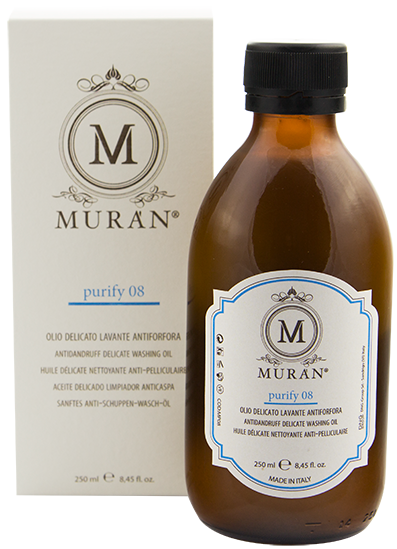 M
MURÁN®
purify 08
OLIO DELICATO LAVANTE ANTIFORFORA
ANTIDANDRUFF DELICATE WASHING OIL
HUILE DÉLICATE NETTOYANTE ANTI-PELLICULAIRE
ACEITE DELICADO LIMPIADOR ANTICASPA
SANFTES ANTI-SCHUPPEN-WASCH-ÖL
250 ml ℮ 8,45 fl. oz.
M
MURÁN®
purify 08
OLIO DELICATO LAVANTE ANTIFORFORA
ANTIDANDRUFF DELICATE WASHING OIL
HUILE DÉLICATE NETTOYANTE ANTI-PELLICULAIRE
250 ml ℮ 8,45 fl. oz.
MADE IN ITALY